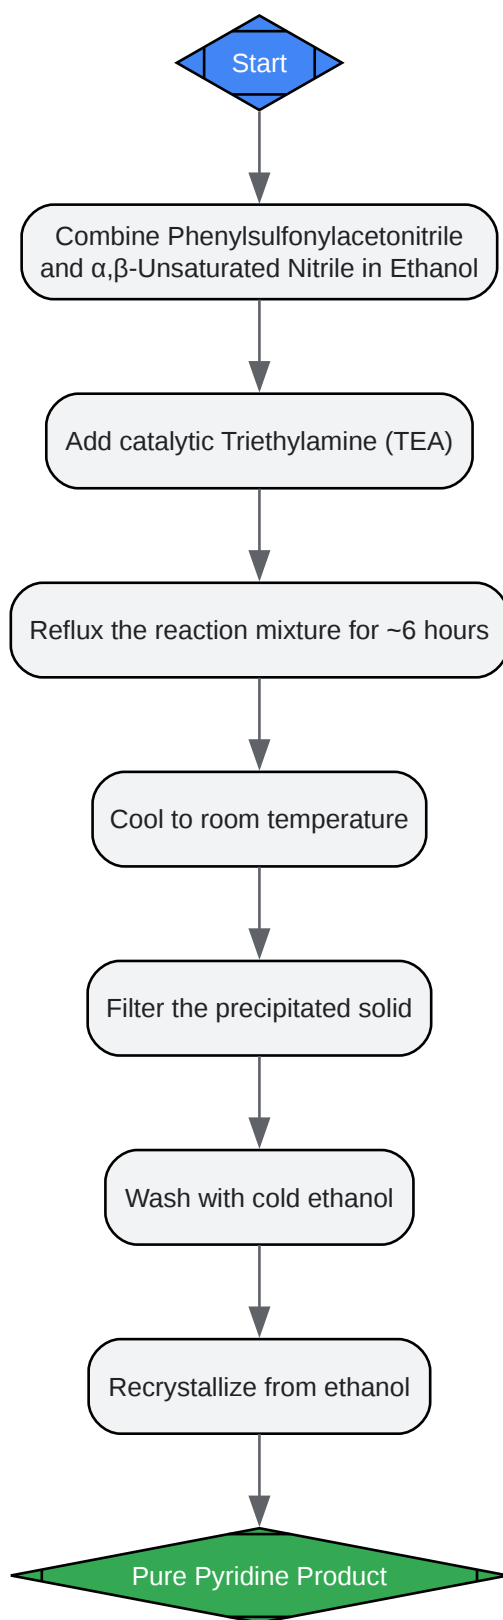 Start
Combine Phenylsulfonylacetonitrile
and α,β-Unsaturated Nitrile in Ethanol
Add catalytic Triethylamine (TEA)
Reflux the reaction mixture for ~6 hours
Cool to room temperature
Filter the precipitated solid
Wash with cold ethanol
Recrystallize from ethanol
Pure Pyridine Product